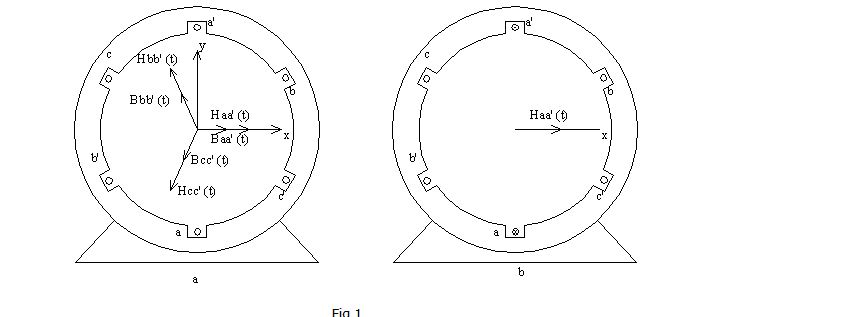 a'
y
c
Hbb' (t)
b
Bbb' (t)
Haa' (t)
x
Baa' (t)
b'
Bcc' (t)
Hcc' (t)
c'
a
a
a'
c
b
Haa' (t)
x
b'
c'
a
b
Fig 1